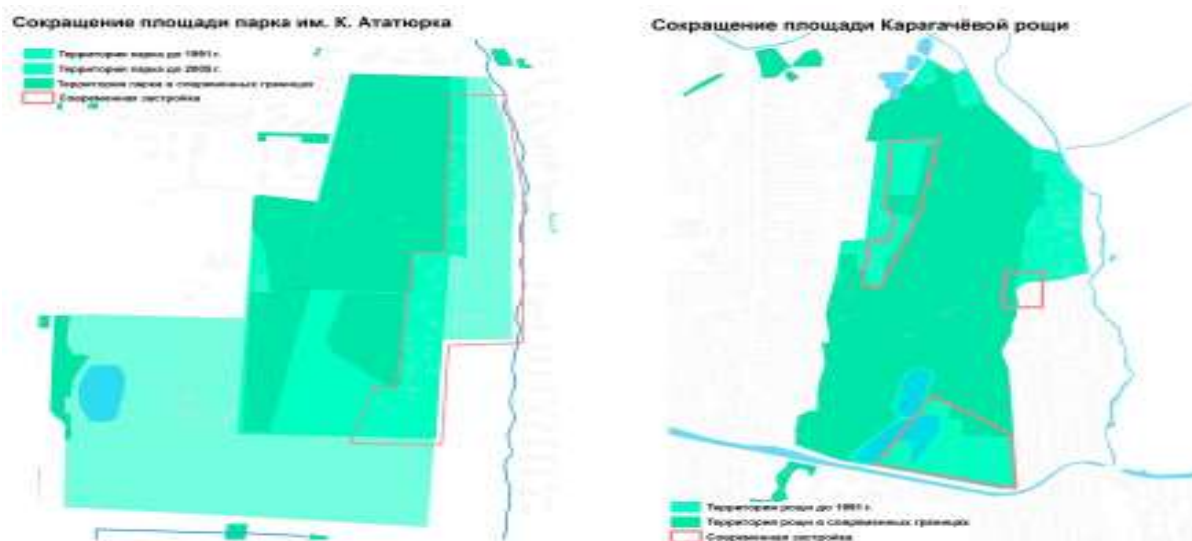 Сокращение площади парка им. К. Ататюрка
Территория парка до 1991 г.
Территория парка до 2005 г.
Территория парка в современных границах
Современная застройка
Сокращение площади Карагачёвой рощи
Территория рощи до 1991 г.
Территория рощи в современных границах
Современная застройка